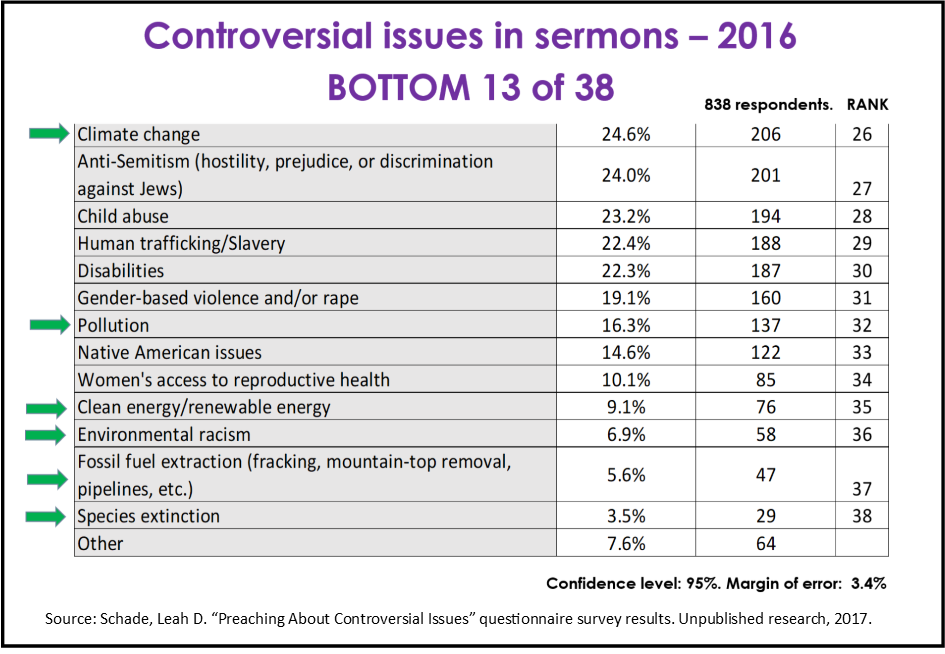 Controversial issues in sermons – 2016
BOTTOM 13 of 38
838 respondents. RANK
Climate change 24.6% 206 26
Anti-Semitism (hostility, prejudice, or discrimination
against Jews) 24.0% 201 27
Child abuse 23.2% 194 28
Human trafficking/Slavery 22.4% 188 29
Disabilities 22.3% 187 30
Gender-based violence and/or rape 19.1% 160 31
Pollution 16.3% 137 32
Native American issues 14.6% 122 33
Women's access to reproductive health 10.1% 85 34
Clean energy/renewable energy 9.1% 76 35
Environmental racism 6.9% 58 36
Fossil fuel extraction (fracking, mountain-top removal,
pipelines, etc.) 5.6% 47 37
Species extinction 3.5% 29 38
Other 7.6% 64
Confidence level: 95%. Margin of error: 3.4%
Source: Schade, Leah D. “Preaching About Controversial Issues” questionnaire survey results. Unpublished research, 2017.